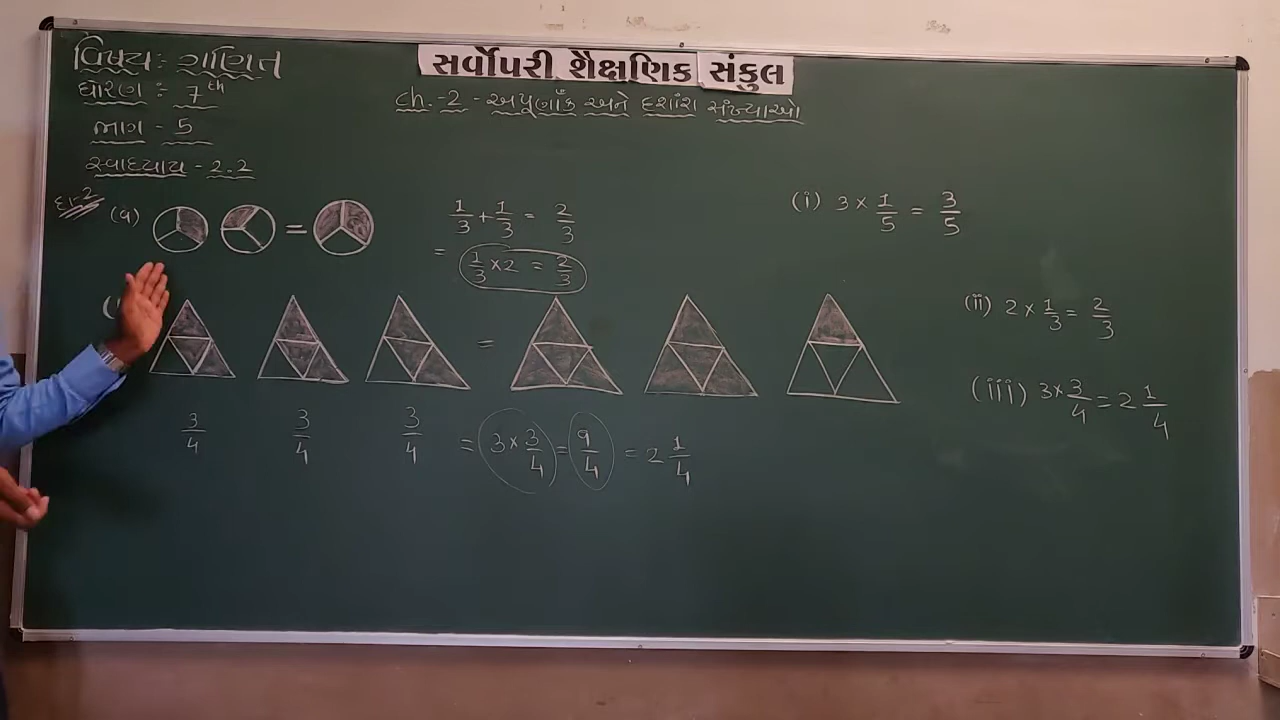 સર્વોપરી શૈક્ષણિક સંકુલ
વિષય : ગણિત
ધોરણ : 7th
ભાગ - 5
સ્વાધ્યાય - 2.2
ch.-2 - અપૂર્ણાંક અને દશાંશ સંખ્યાઓ
(a) =
1/3 + 1/3 = 2/3
= 1/3 × 2 = 2/3
=
3/4 3/4 3/4 = 3 × 3/4 = 9/4 = 2 1/4
(i) 3 × 1/5 = 3/5
(ii) 2 × 1/3 = 2/3
(iii) 3 × 3/4 = 2 1/4